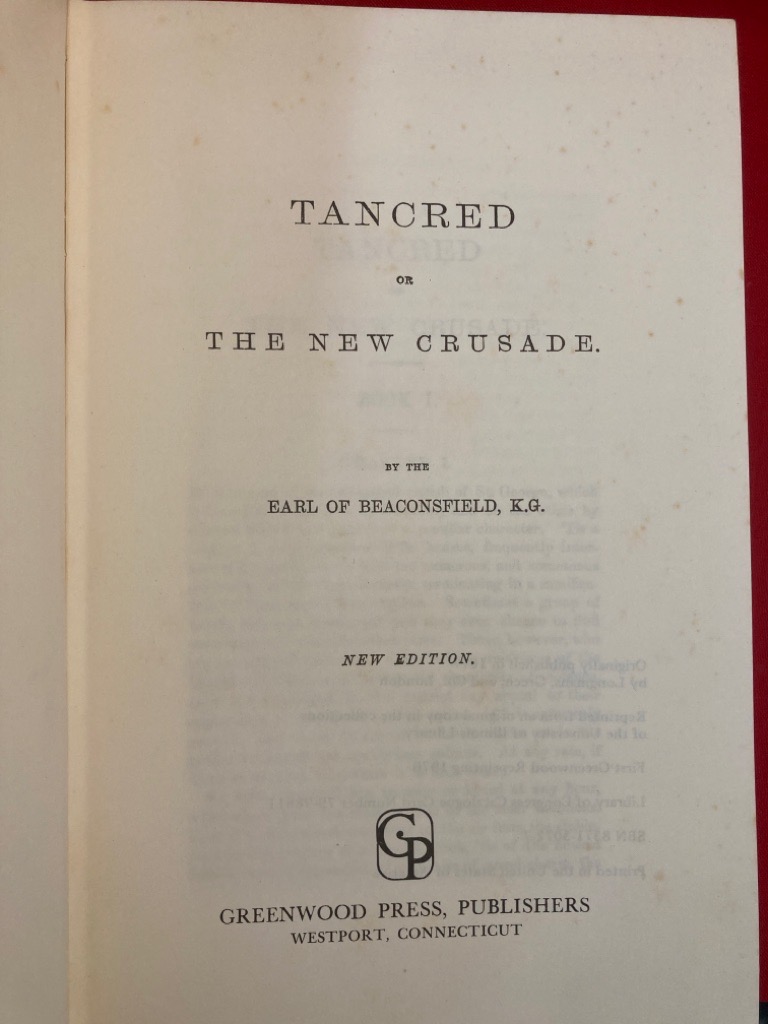 TANCRED
OR
THE NEW CRUSADE.
BY THE
EARL OF BEACONSFIELD, K.G.
NEW EDITION.
GP
GREENWOOD PRESS, PUBLISHERS
WESTPORT, CONNECTICUT